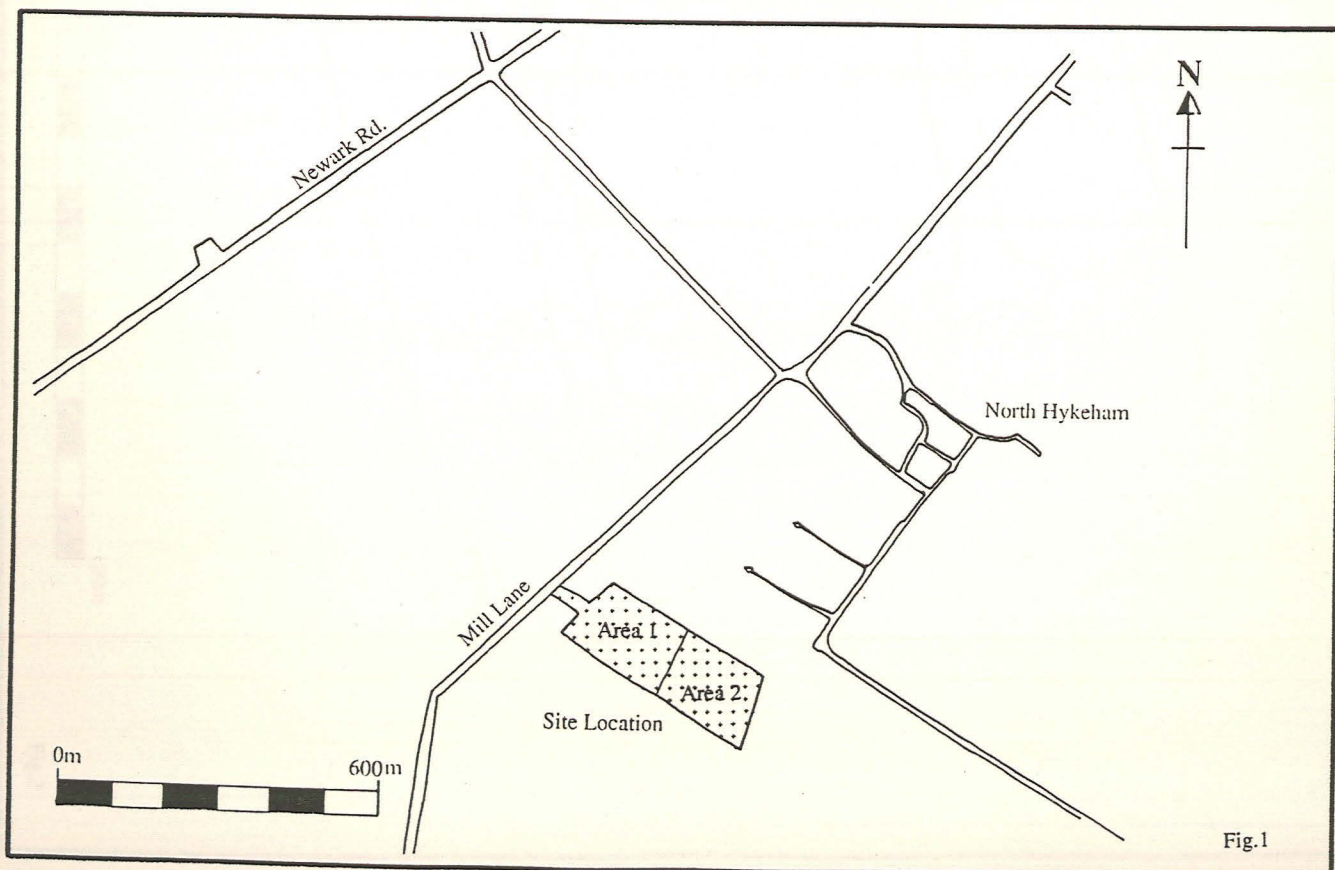 N
Newark Rd.
North Hykeham
Mill Lane
Area 1
Area 2
Site Location
0m
600m
Fig.1